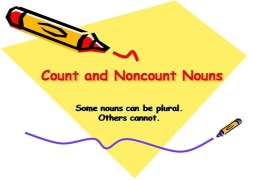 Count and Noncount Nouns
Some nouns can be plural.
Others cannot.